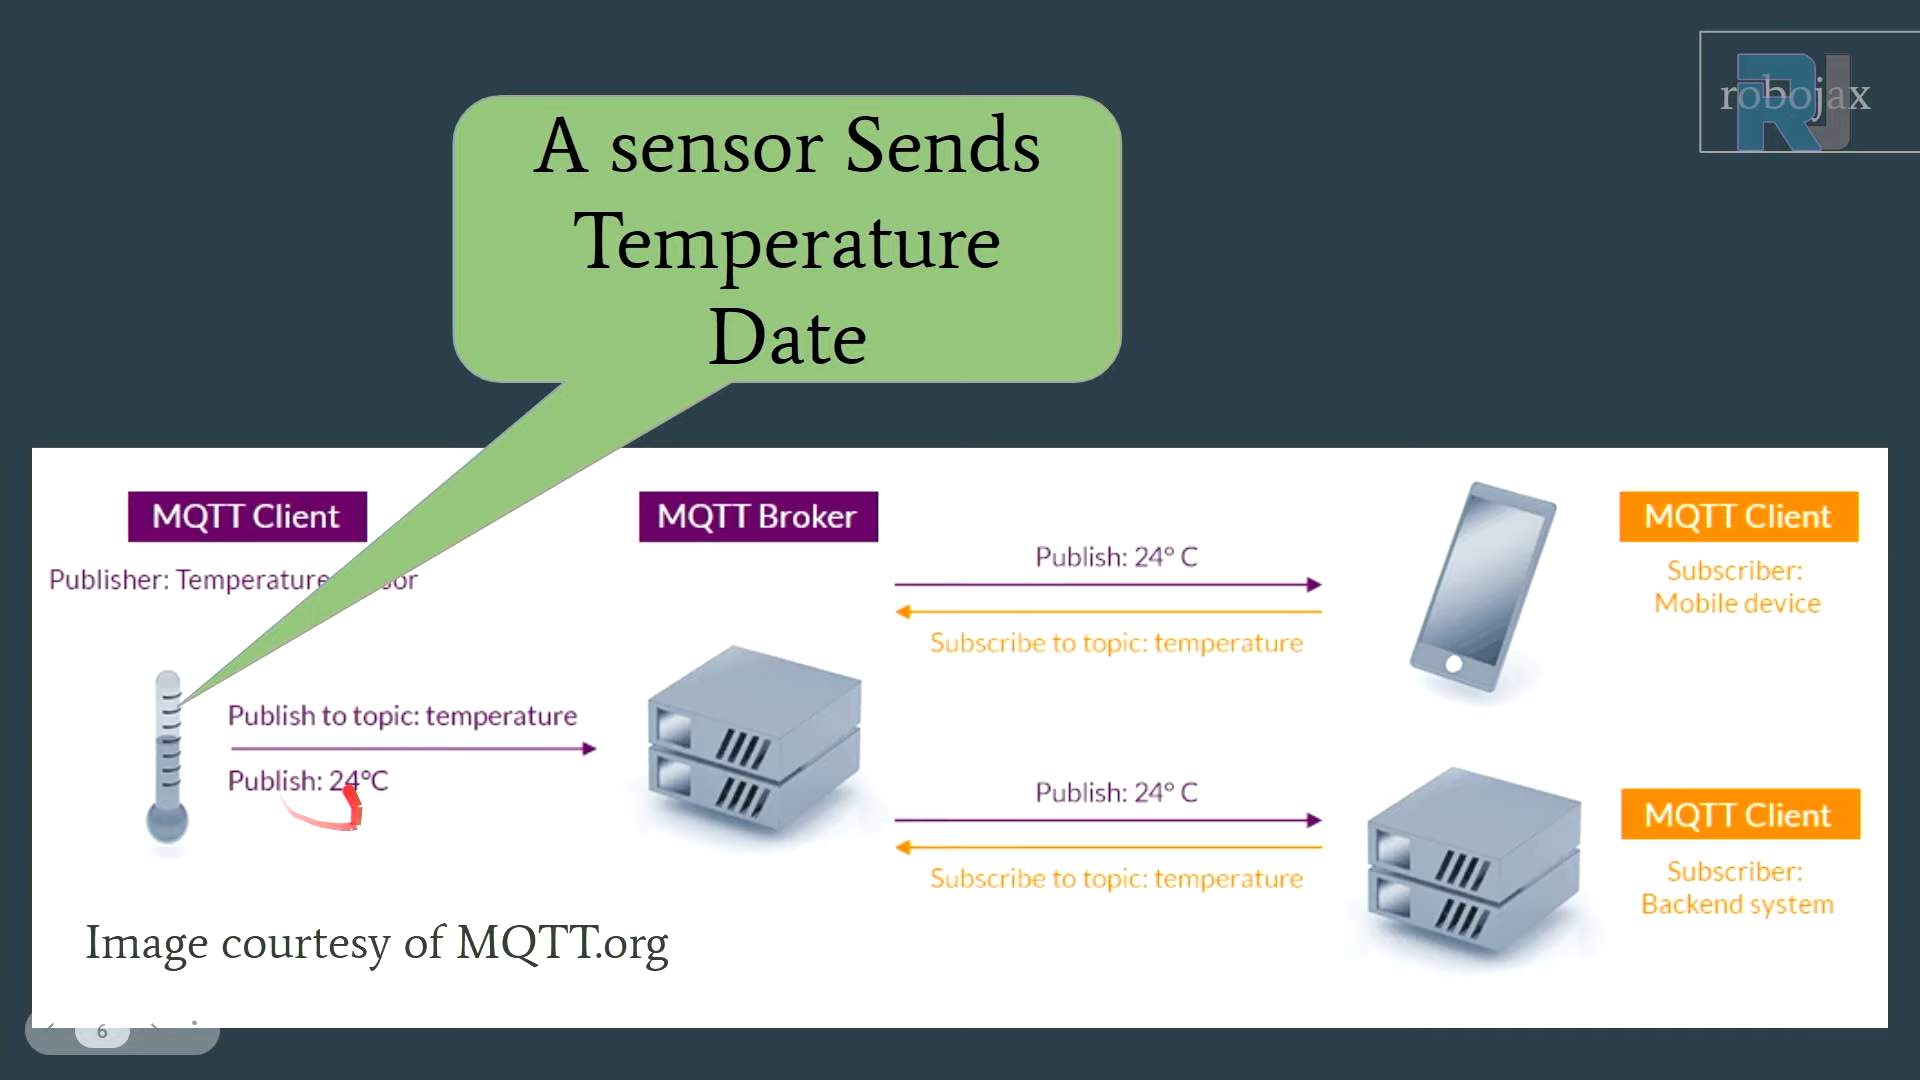 robojax
A sensor Sends
Temperature
Date
MQTT Client
Publisher: Temperature
MQTT Broker
Publish: 24° C
Subscribe to topic: temperature
MQTT Client
Subscriber:
Mobile device
Publish to topic: temperature
Publish: 24°C
Publish: 24° C
Subscribe to topic: temperature
MQTT Client
Subscriber:
Backend system
Image courtesy of MQTT.org
6